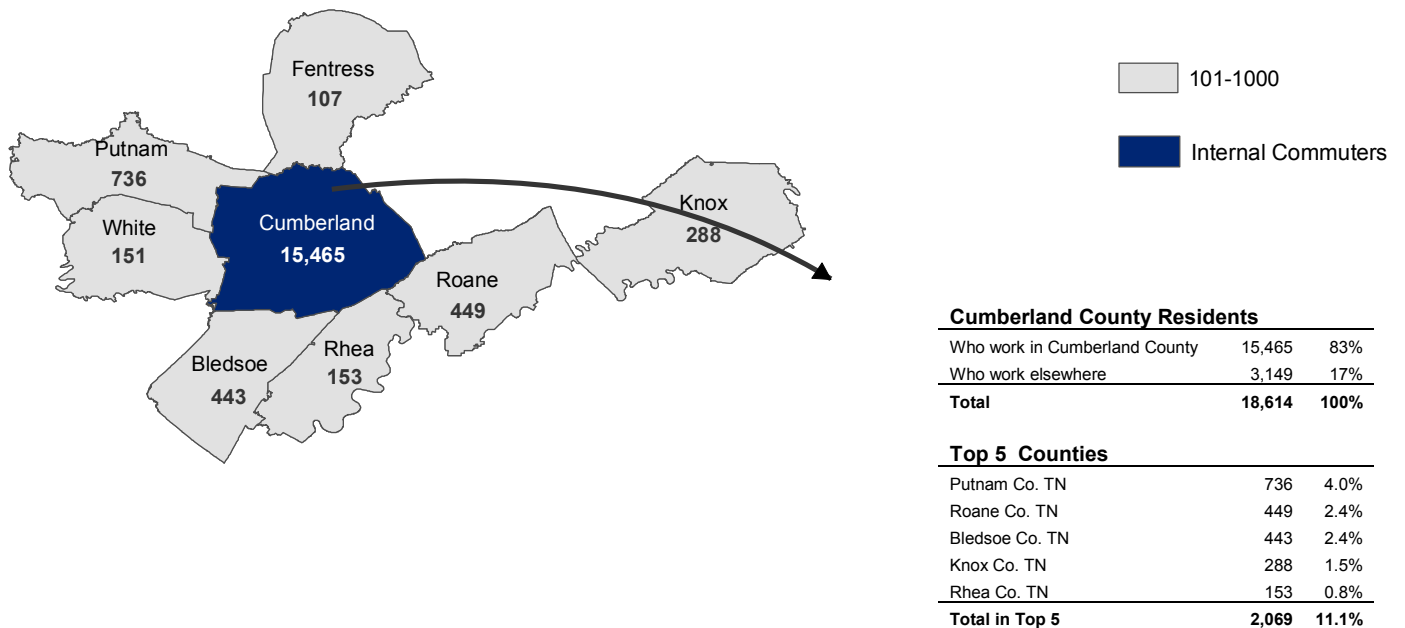 Fentress
107
Putnam
736
White
151
Cumberland
15,465
Knox
288
Roane
449
Bledsoe
443
Rhea
153
101-1000
Internal Commuters
Cumberland County Residents
Who work in Cumberland County 15,465 83%
Who work elsewhere 3,149 17%
Total 18,614 100%
Top 5 Counties
Putnam Co. TN 736 4.0%
Roane Co. TN 449 2.4%
Bledsoe Co. TN 443 2.4%
Knox Co. TN 288 1.5%
Rhea Co. TN 153 0.8%
Total in Top 5 2,069 11.1%